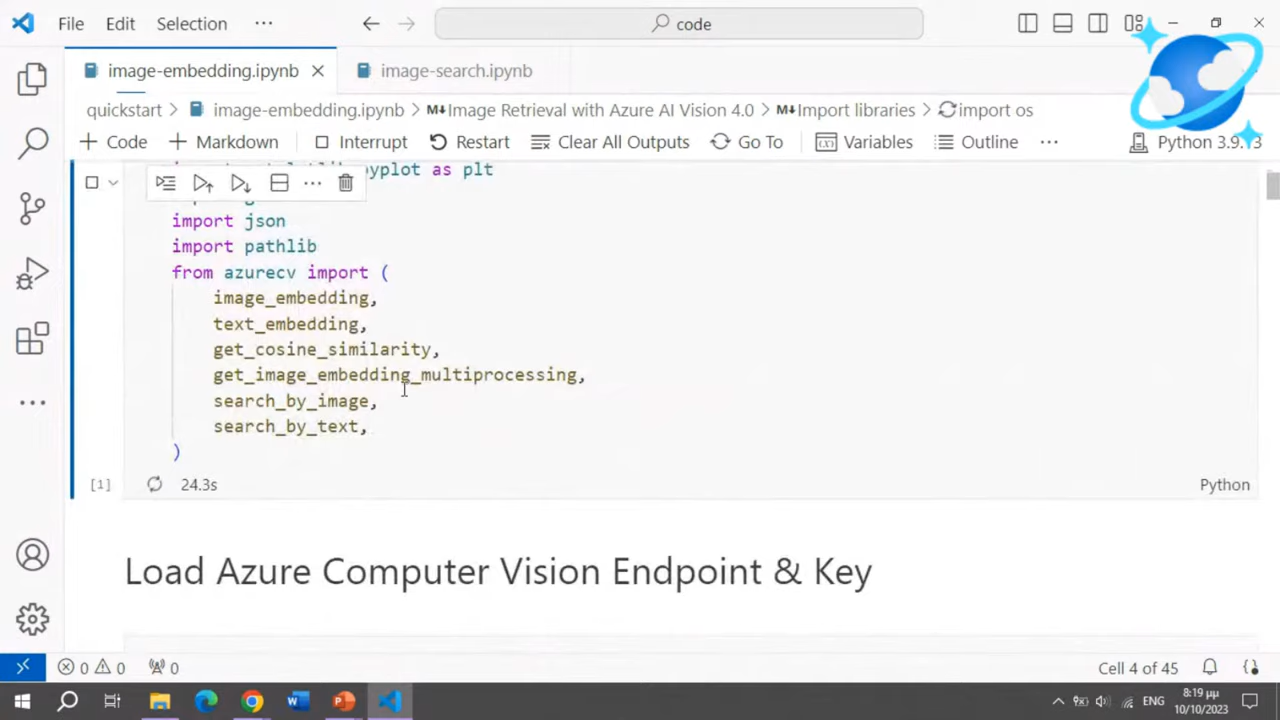 File Edit Selection ··· code
image-embedding.ipynb image-search.ipynb
quickstart > image-embedding.ipynb > M↓Image Retrieval with Azure AI Vision 4.0 > M↓Import libraries > import os
+ Code + Markdown Interrupt Restart Clear All Outputs Go To Variables Outline ··· Python 3.9.13
pyplot as plt
import json
import pathlib
from azurecv import (
image_embedding,
text_embedding,
get_cosine_similarity,
get_image_embedding_multiprocessing,
search_by_image,
search_by_text,
)
[1] 24.3s Python
Load Azure Computer Vision Endpoint & Key
0 0 0 Cell 4 of 45
ENG 8:19 μμ
10/10/2023